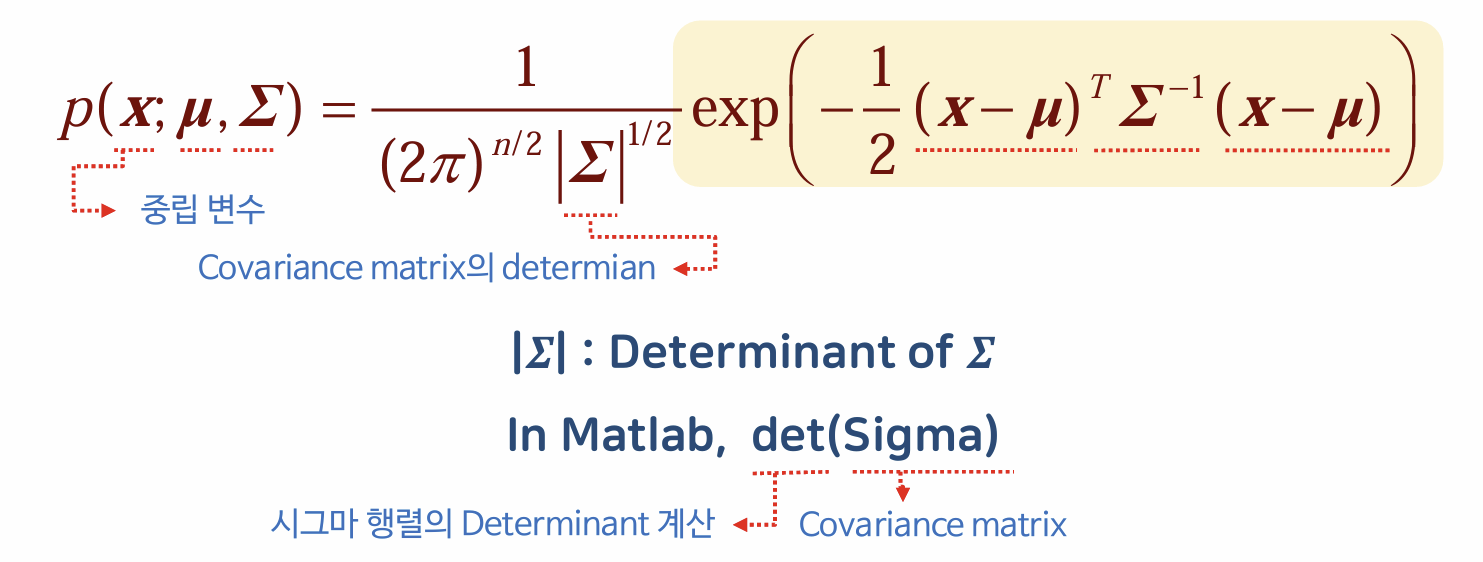 p(x; μ, Σ) = 1 / (2π)^{n/2} |Σ|^{1/2} exp( − 1/2 (x − μ)^T Σ^{−1} (x − μ) )
중립 변수
Covariance matrix의 determian
|Σ| : Determinant of Σ
In Matlab, det(Sigma)
시그마 행렬의 Determinant 계산
Covariance matrix